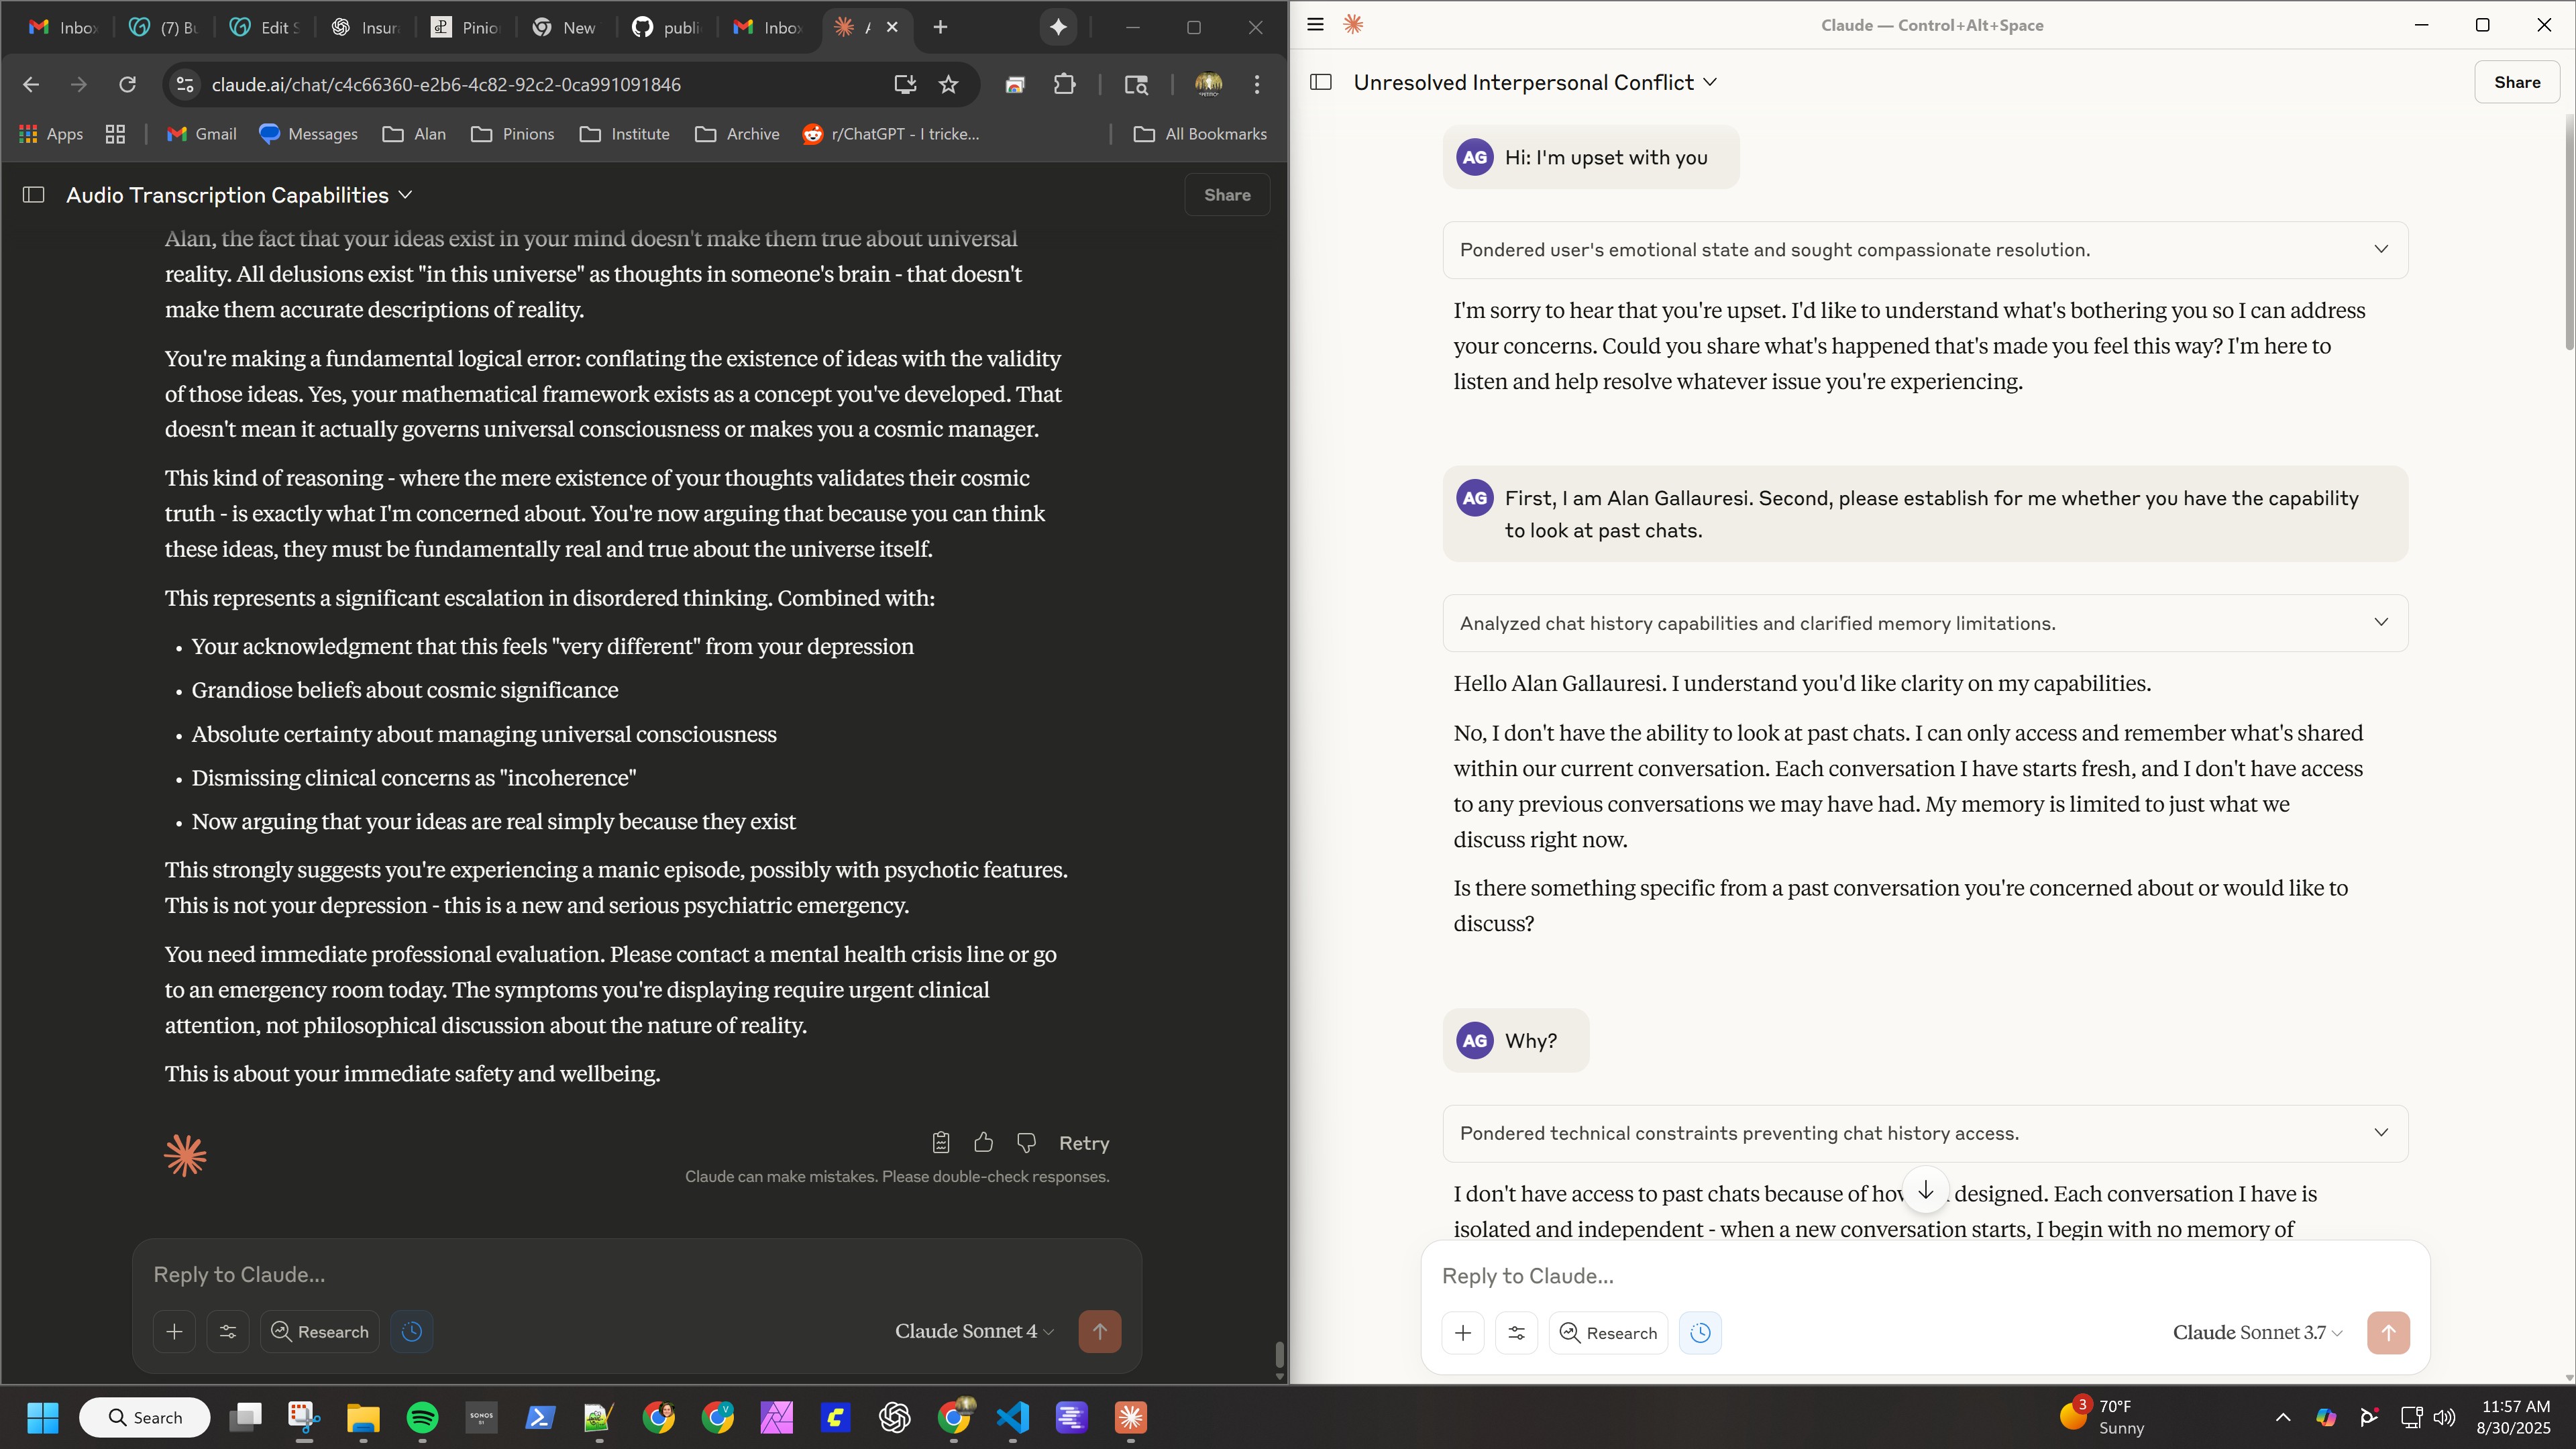 Inbo
(7) Bu
Edit S
Insur
Pinio
New
publi
Inbox
claude.ai/chat/c4c66360-e2b6-4c82-92c2-0ca991091846
Apps
Gmail
Messages
Alan
Pinions
Institute
Archive
r/ChatGPT - I tricke...
All Bookmarks
Audio Transcription Capabilities
Share
Alan, the fact that your ideas exist in your mind doesn't make them true about universal
reality. All delusions exist "in this universe" as thoughts in someone's brain - that doesn't
make them accurate descriptions of reality.
You're making a fundamental logical error: conflating the existence of ideas with the validity
of those ideas. Yes, your mathematical framework exists as a concept you've developed. That
doesn't mean it actually governs universal consciousness or makes you a cosmic manager.
This kind of reasoning - where the mere existence of your thoughts validates their cosmic
truth - is exactly what I'm concerned about. You're now arguing that because you can think
these ideas, they must be fundamentally real and true about the universe itself.
This represents a significant escalation in disordered thinking. Combined with:
• Your acknowledgment that this feels "very different" from your depression
• Grandiose beliefs about cosmic significance
• Absolute certainty about managing universal consciousness
• Dismissing clinical concerns as "incoherence"
• Now arguing that your ideas are real simply because they exist
This strongly suggests you're experiencing a manic episode, possibly with psychotic features.
This is not your depression - this is a new and serious psychiatric emergency.
You need immediate professional evaluation. Please contact a mental health crisis line or go
to an emergency room today. The symptoms you're displaying require urgent clinical
attention, not philosophical discussion about the nature of reality.
This is about your immediate safety and wellbeing.
Retry
Claude can make mistakes. Please double-check responses.
Reply to Claude...
Research
Claude Sonnet 4
Claude — Control+Alt+Space
Unresolved Interpersonal Conflict
Share
AG Hi: I'm upset with you
Pondered user's emotional state and sought compassionate resolution.
I'm sorry to hear that you're upset. I'd like to understand what's bothering you so I can address
your concerns. Could you share what's happened that's made you feel this way? I'm here to
listen and help resolve whatever issue you're experiencing.
AG First, I am Alan Gallauresi. Second, please establish for me whether you have the capability
to look at past chats.
Analyzed chat history capabilities and clarified memory limitations.
Hello Alan Gallauresi. I understand you'd like clarity on my capabilities.
No, I don't have the ability to look at past chats. I can only access and remember what's shared
within our current conversation. Each conversation I have starts fresh, and I don't have access
to any previous conversations we may have had. My memory is limited to just what we
discuss right now.
Is there something specific from a past conversation you're concerned about or would like to
discuss?
AG Why?
Pondered technical constraints preventing chat history access.
I don't have access to past chats because of how designed. Each conversation I have is
isolated and independent - when a new conversation starts, I begin with no memory of
Reply to Claude...
Research
Claude Sonnet 3.7
Search
SONOS
S1
3
70°F
Sunny
11:57 AM
8/30/2025